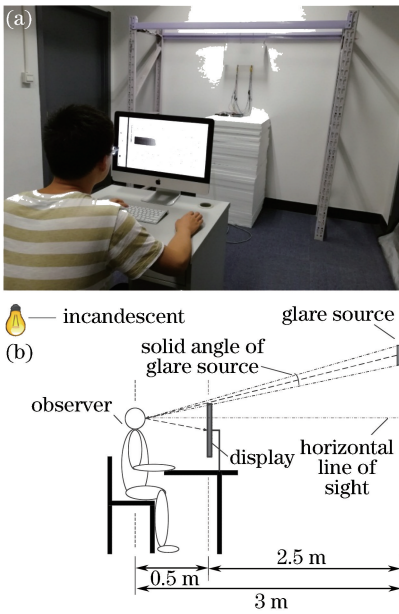 (a)
incandescent
(b)
glare source
solid angle of
glare source
observer
display
horizontal
line of
sight
2.5 m
0.5 m
3 m